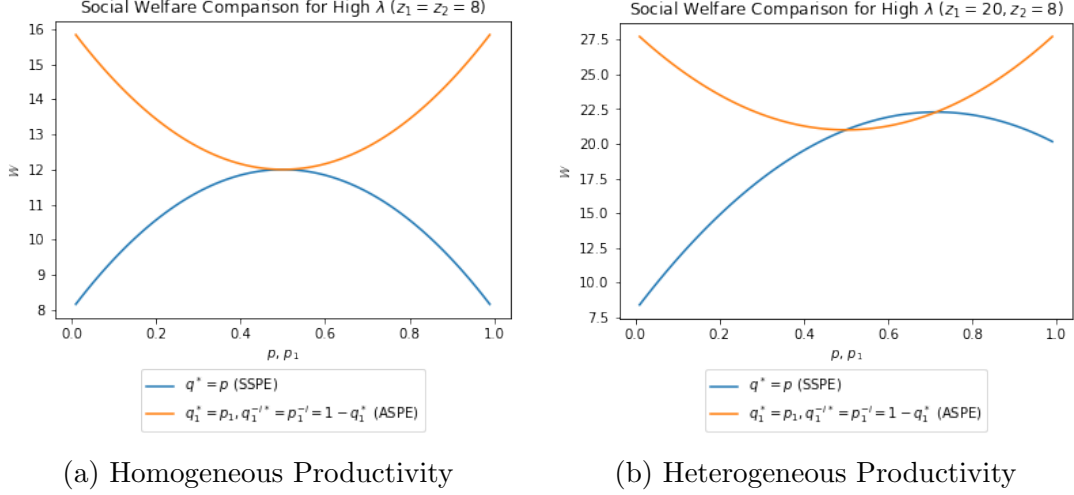 Social Welfare Comparison for High λ (z₁ = z₂ = 8)
16
15
14
13
12
11
10
9
8
W
0.0 0.2 0.4 0.6 0.8 1.0
p, p₁
q* = p (SSPE)
q₁* = p₁, q₁⁻ⁱ* = p₁⁻ⁱ = 1 − q₁* (ASPE)
(a) Homogeneous Productivity
Social Welfare Comparison for High λ (z₁ = 20, z₂ = 8)
27.5
25.0
22.5
20.0
17.5
15.0
12.5
10.0
7.5
W
0.0 0.2 0.4 0.6 0.8 1.0
p, p₁
q* = p (SSPE)
q₁* = p₁, q₁⁻ⁱ* = p₁⁻ⁱ = 1 − q₁* (ASPE)
(b) Heterogeneous Productivity